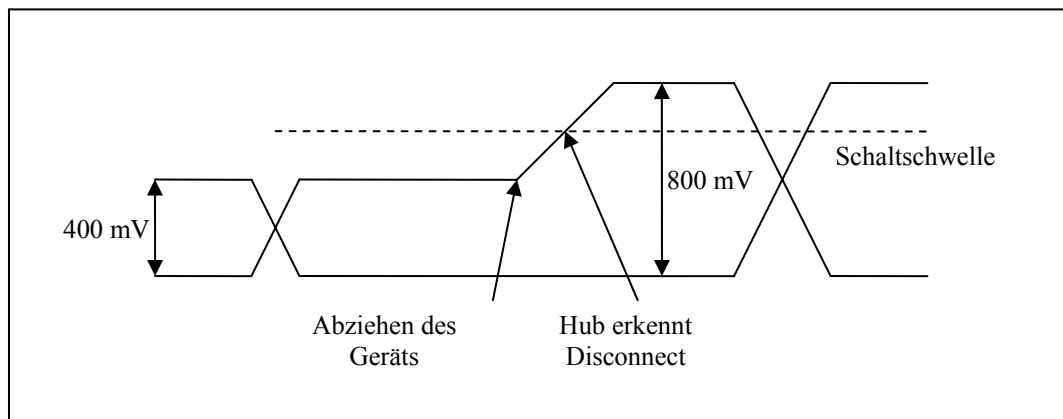 Schaltschwelle
800 mV
400 mV
Abziehen des
Geräts
Hub erkennt
Disconnect